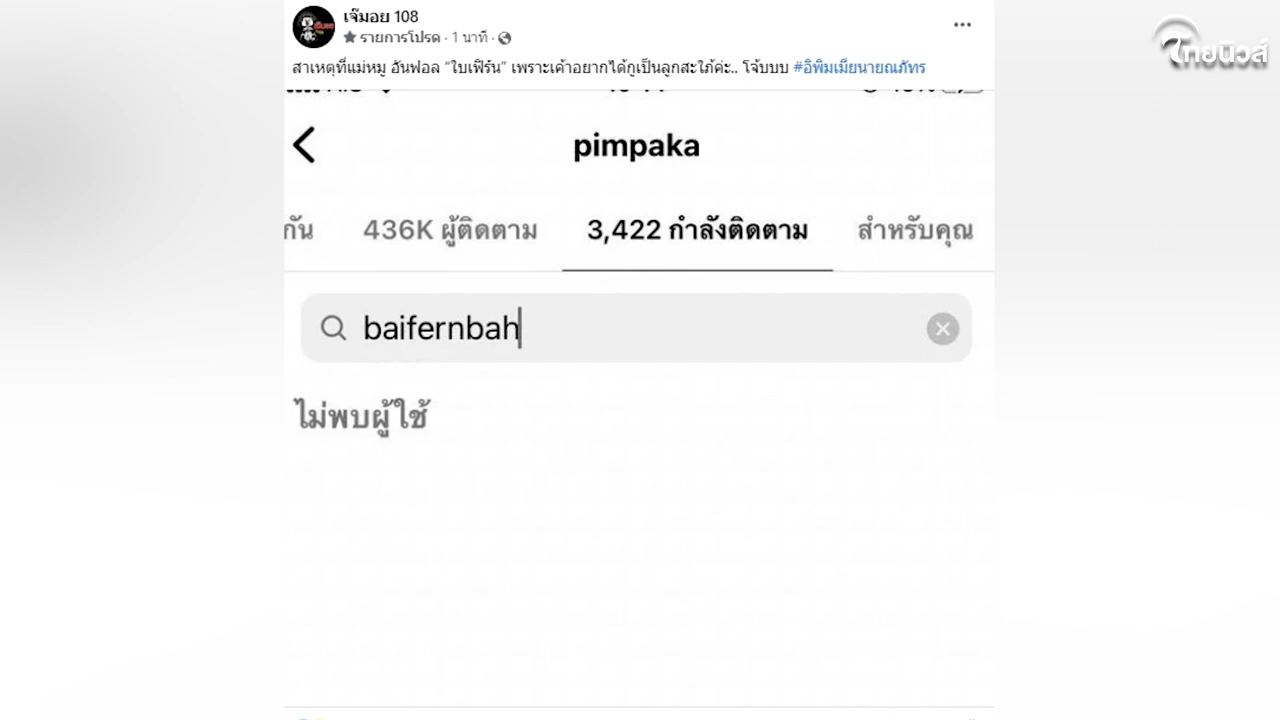 เจ๊มอย 108
รายการโปรด · 1 นาที ·
ไทยนิวส์
สาเหตุที่แม่หมู อันฟอล "ใบเฟิร์น" เพราะเค้าอยากได้กูเป็นลูกสะใภ้ค่ะ.. โจ้บบบ #อิพิมเมียนายณภัทร
pimpaka
กัน 436K ผู้ติดตาม 3,422 กำลังติดตาม สำหรับคุณ
baifernbah
ไม่พบผู้ใช้